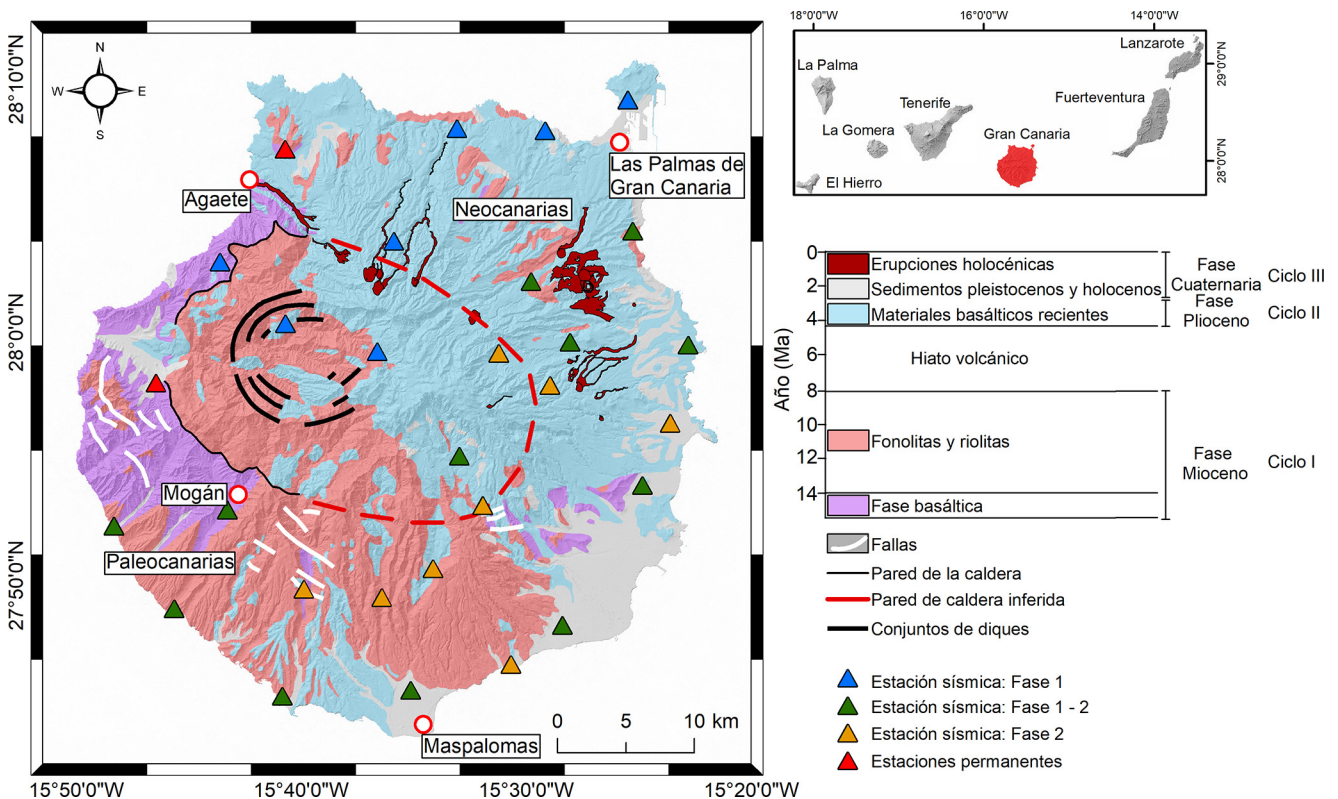 N
W
E
S
28°10'0"N
28°0'0"N
27°50'0"N
15°50'0"W
15°40'0"W
15°30'0"W
15°20'0"W
Agaete
Las Palmas de
Gran Canaria
Neocanarias
Mogán
Paleocanarias
Maspalomas
0
5
10 km
18°0'0"W
16°0'0"W
14°0'0"W
28°0'0"N
28°0'0"N
Lanzarote
La Palma
Fuerteventura
Tenerife
La Gomera
Gran Canaria
El Hierro
Año (Ma)
0
2
4
6
8
8
10
12
14
Erupciones holocénicas
Sedimentos pleistocenos y holocenos
Materiales basálticos recientes
Hiato volcánico
Fonolitas y riolitas
Fase basáltica
Fase
Cuaternaria
Ciclo III
Fase
Plioceno
Ciclo II
Fase
Mioceno
Ciclo I
Fallas
Pared de la caldera
Pared de caldera inferida
Conjuntos de diques
Estación sísmica: Fase 1
Estación sísmica: Fase 1 - 2
Estación sísmica: Fase 2
Estaciones permanentes